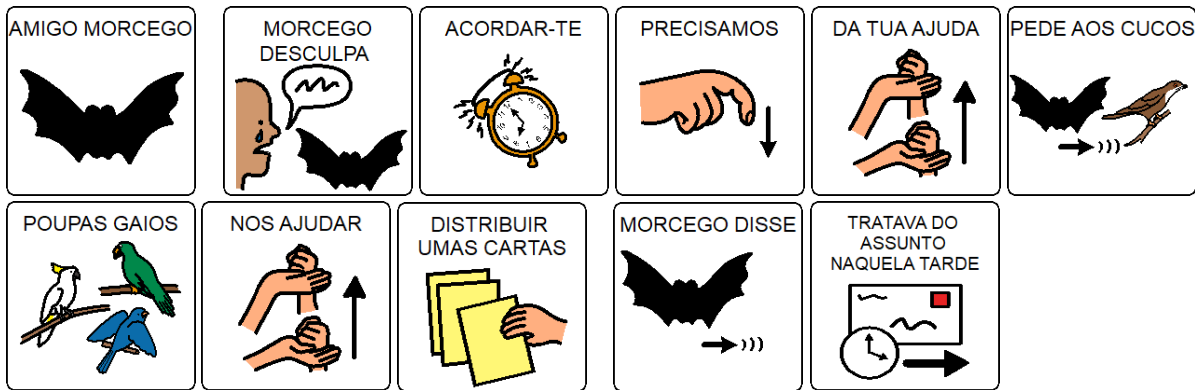 AMIGO MORCEGO
MORCEGO
DESCULPA
ACORDAR-TE
PRECISAMOS
DA TUA AJUDA
PEDE AOS CUCOS
POUPAS GAIOS
NOS AJUDAR
DISTRIBUIR
UMAS CARTAS
MORCEGO DISSE
TRATAVA DO
ASSUNTO
NAQUELA TARDE